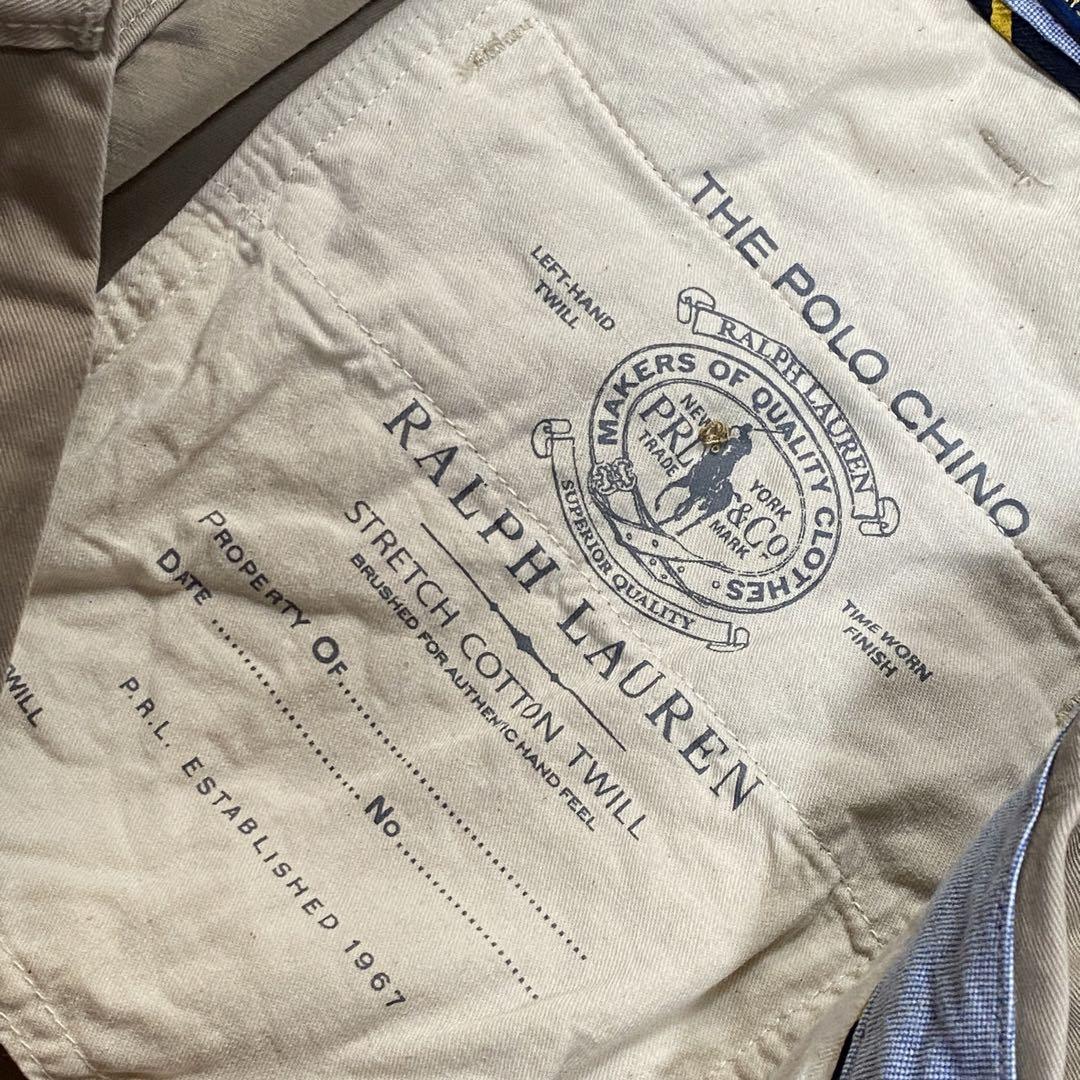 THE POLO CHINO
LEFT-HAND
TWILL
RALPH LAUREN
MAKERS OF QUALITY CLOTHES
NEW YORK
PRL &Co
TRADE MARK
SUPERIOR QUALITY
TIME WORN
FINISH
RALPH LAUREN
STRETCH COTTON TWILL
BRUSHED FOR AUTHENTIC HAND FEEL
PROPERTY OF
DATE No
P.R.L. ESTABLISHED 1967
TWILL